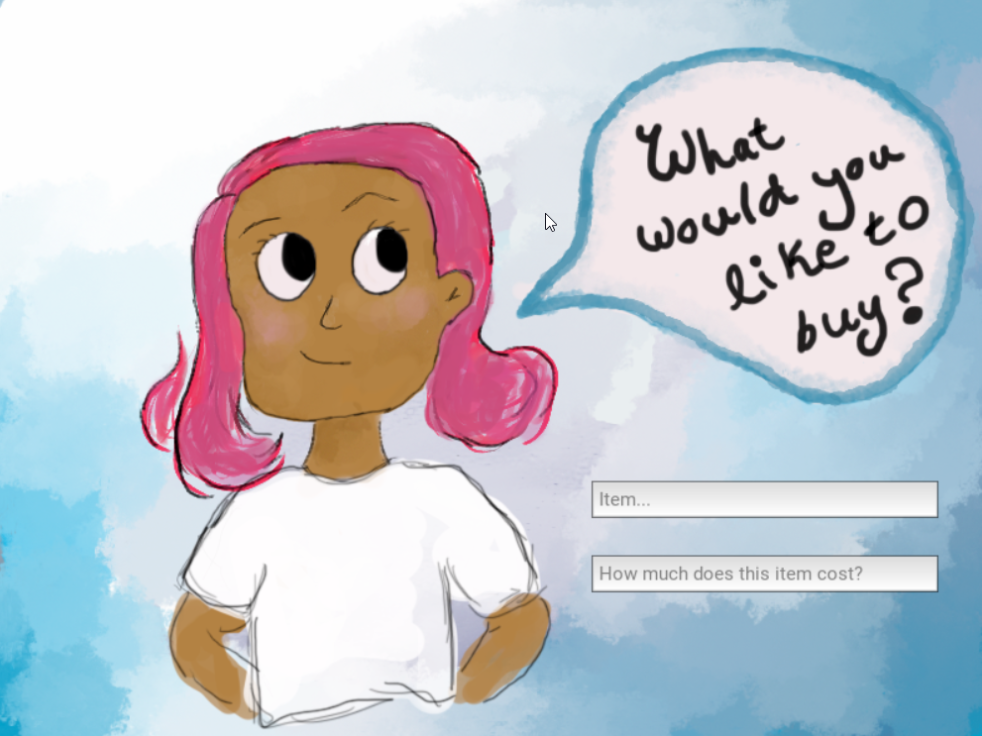 What
would you
like to
buy?
Item...
How much does this item cost?